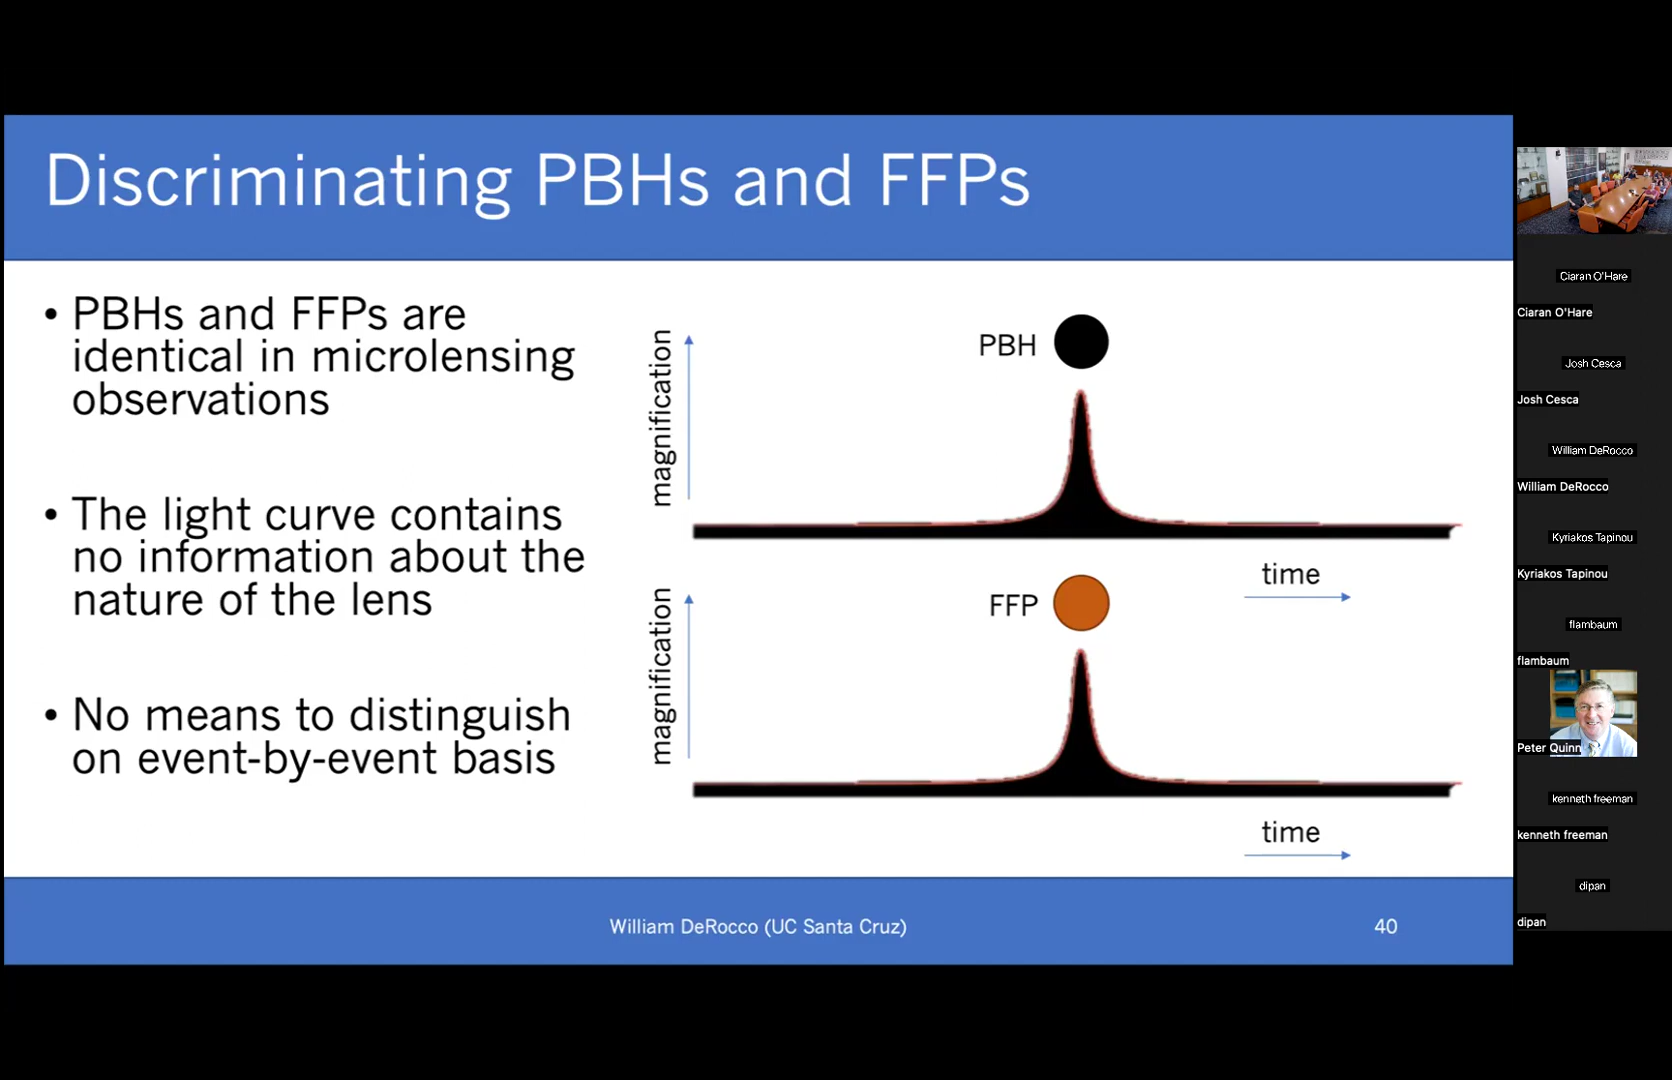 Discriminating PBHs and FFPs
• PBHs and FFPs are
identical in microlensing
observations
• The light curve contains
no information about the
nature of the lens
• No means to distinguish
on event-by-event basis
magnification
PBH
time
magnification
FFP
time
William DeRocco (UC Santa Cruz)
40
Ciaran O'Hare
Ciaran O'Hare
Josh Cesca
Josh Cesca
William DeRocco
William DeRocco
Kyriakos Tapinou
Kyriakos Tapinou
flambaum
flambaum
Peter Quinn
kenneth freeman
kenneth freeman
dipan
dipan